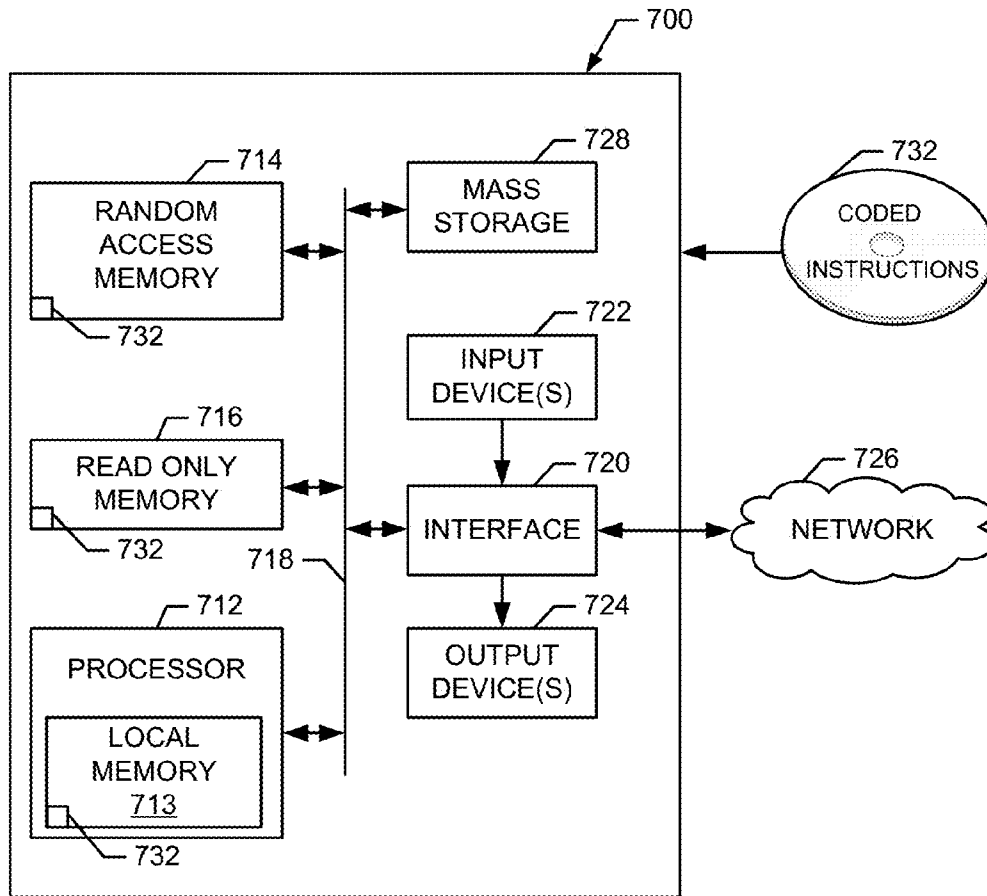 700
714
RANDOM
ACCESS
MEMORY
732
728
MASS
STORAGE
732
CODED
INSTRUCTIONS
722
INPUT
DEVICE(S)
716
READ ONLY
MEMORY
732
720
INTERFACE
726
NETWORK
718
712
PROCESSOR
LOCAL
MEMORY
713
732
724
OUTPUT
DEVICE(S)